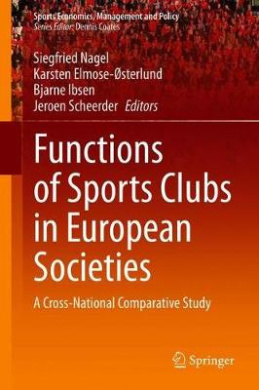 Sports Economics, Management and Policy
Series Editor: Dennis Coates
Siegfried Nagel
Karsten Elmose-Østerlund
Bjarne Ibsen
Jeroen Scheerder Editors
Functions
of Sports Clubs
in European
Societies
A Cross-National Comparative Study
Springer